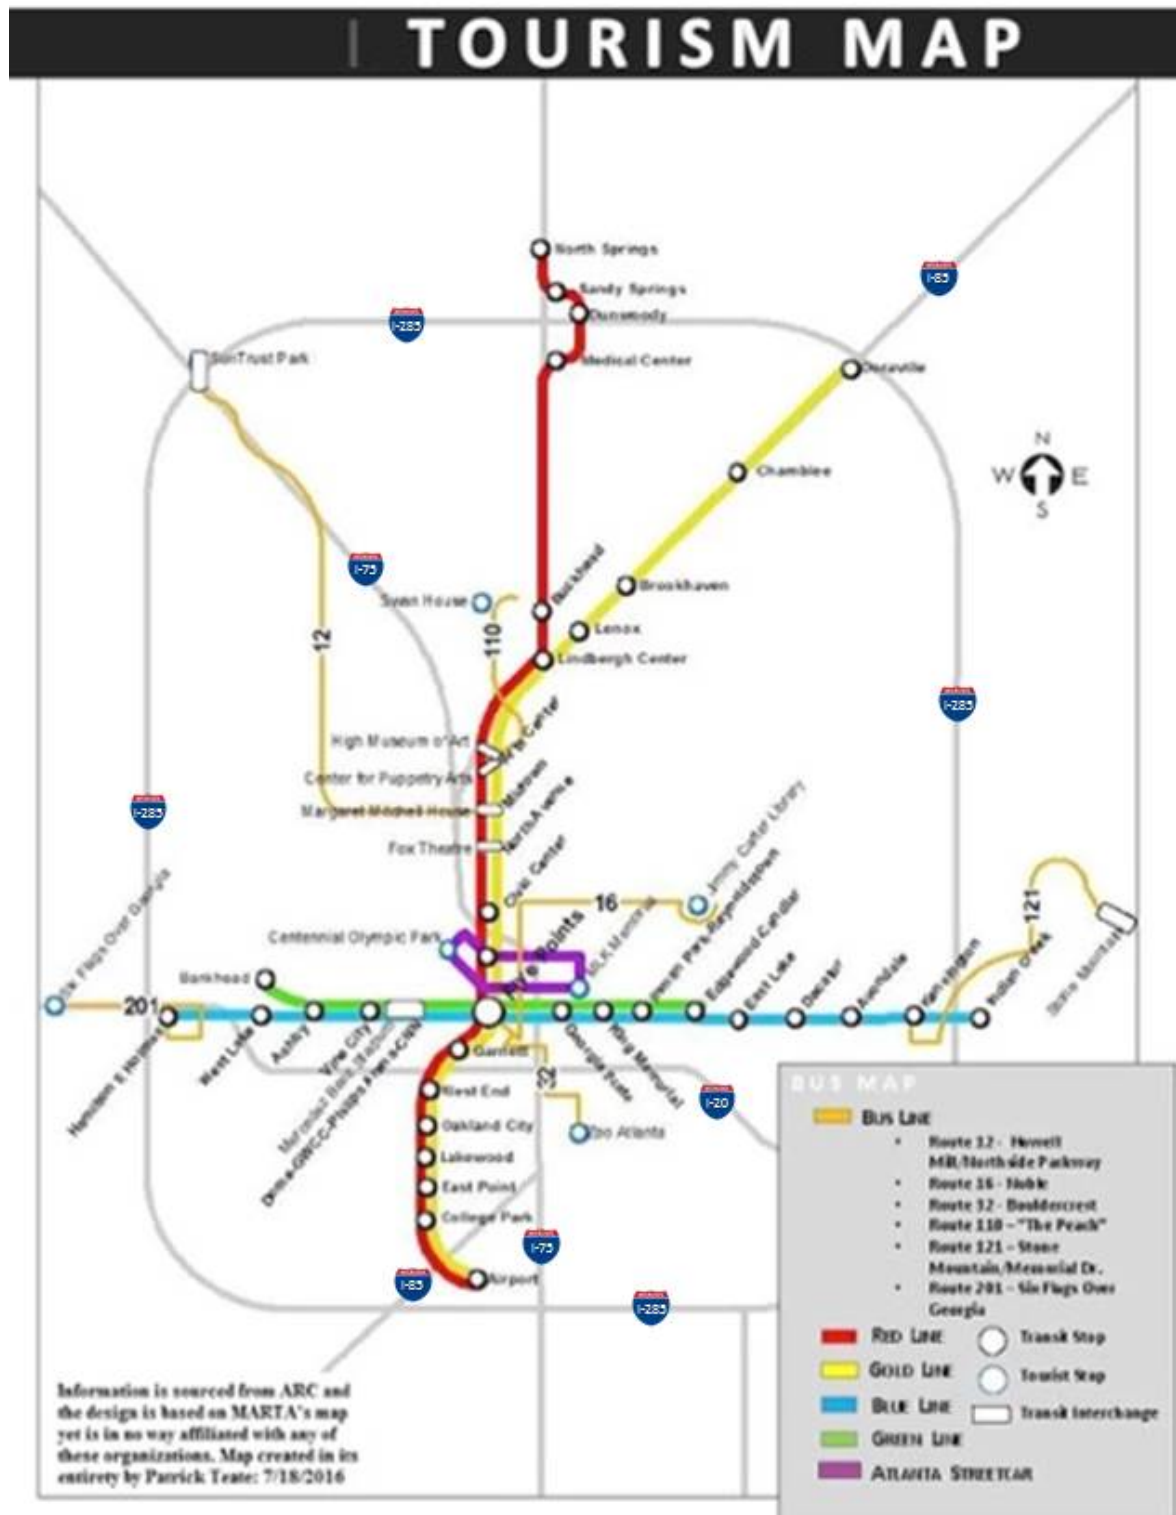 TOURISM MAP
North Springs
Sandy Springs
Dunwoody
Medical Center
I-285
I-85
SunTrust Park
Doraville
Chamblee
N
W E
S
I-75
Buckhead
Brookhaven
Swan House
110
12
Lenox
Lindbergh Center
I-285
High Museum of Art
Arts Center
Center for Puppetry Arts
Midtown
Margaret Mitchell House
North Avenue
Fox Theatre
Civic Center
I-285
Jimmy Carter Library
16
Six Flags Over Georgia
Centennial Olympic Park
Five Points
MLK Memorial
Inman Park-Reynoldstown
Edgewood Candler
East Lake
Decatur
Avondale
Kensington
Indian Creek
121
Stone Mountain
Bankhead
201
Hamilton E Holmes
West Lake
Ashby
Vine City
Dome-GWCC-Philips Arena-CNN
Georgia State
King Memorial
Garnett
32
West End
Oakland City
Lakewood
East Point
College Park
Airport
Zoo Atlanta
I-20
I-75
I-85
I-285
BUS MAP
BUS LINE
• Route 12 - Howell
Mill/Northside Parkway
• Route 16 - Noble
• Route 32 - Bouldercrest
• Route 110 – "The Peach"
• Route 121 – Stone
Mountain/Memorial Dr.
• Route 201 – Six Flags Over
Georgia
RED LINE
GOLD LINE
BLUE LINE
GREEN LINE
ATLANTA STREETCAR
Transit Stop
Tourist Stop
Transit Interchange
Information is sourced from ARC and
the design is based on MARTA's map
yet is in no way affiliated with any of
these organizations. Map created in its
entirety by Patrick Teate: 7/18/2016